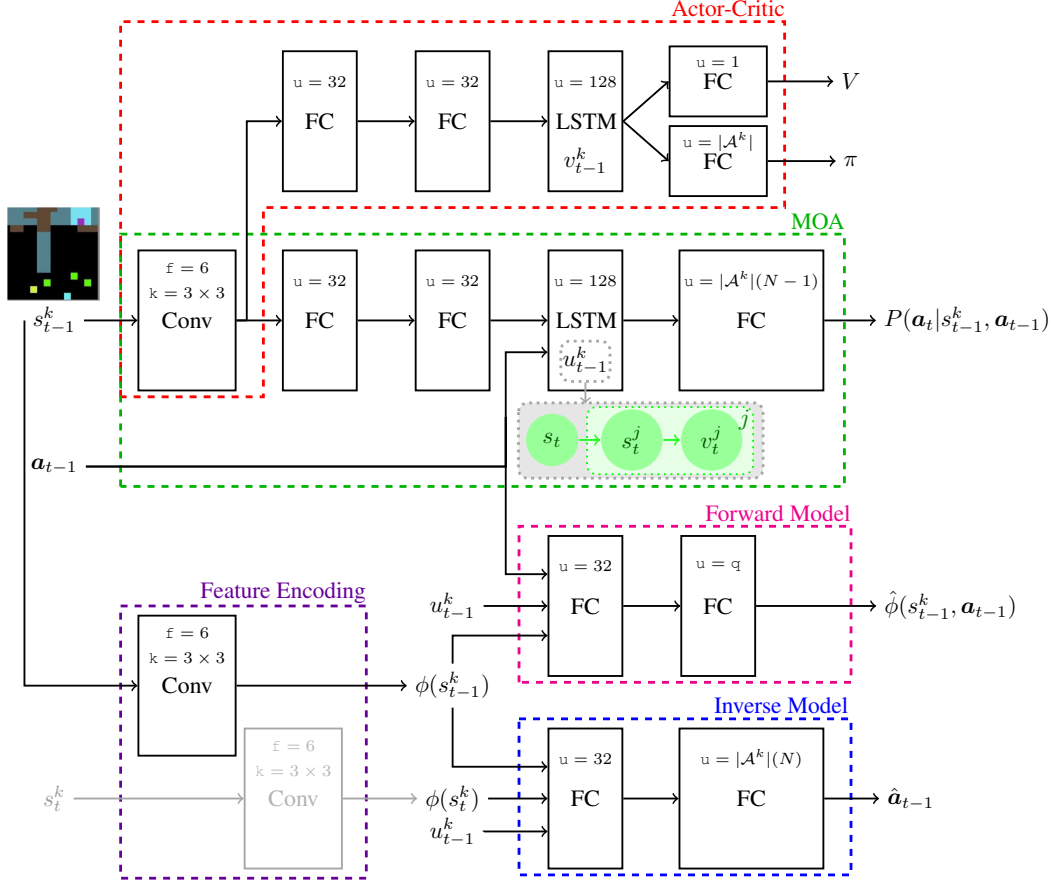 Actor-Critic
u = 32
FC
u = 32
FC
u = 128
LSTM
v^k_{t-1}
u = 1
FC
V
u = |𝒜^k|
FC
π
MOA
s^k_{t-1}
f = 6
k = 3 × 3
Conv
u = 32
FC
u = 32
FC
u = 128
LSTM
u^k_{t-1}
u = |𝒜^k|(N − 1)
FC
P(a_t|s^k_{t-1}, a_{t-1})
s_t
s^j_t
v^j_t
j
a_{t-1}
Forward Model
u = 32
FC
u = q
FC
u^k_{t-1}
φ̂(s^k_{t-1}, a_{t-1})
Feature Encoding
f = 6
k = 3 × 3
Conv
φ(s^k_{t-1})
Inverse Model
s^k_t
f = 6
k = 3 × 3
Conv
φ(s^k_t)
u^k_{t-1}
u = 32
FC
u = |𝒜^k|(N)
FC
â_{t-1}